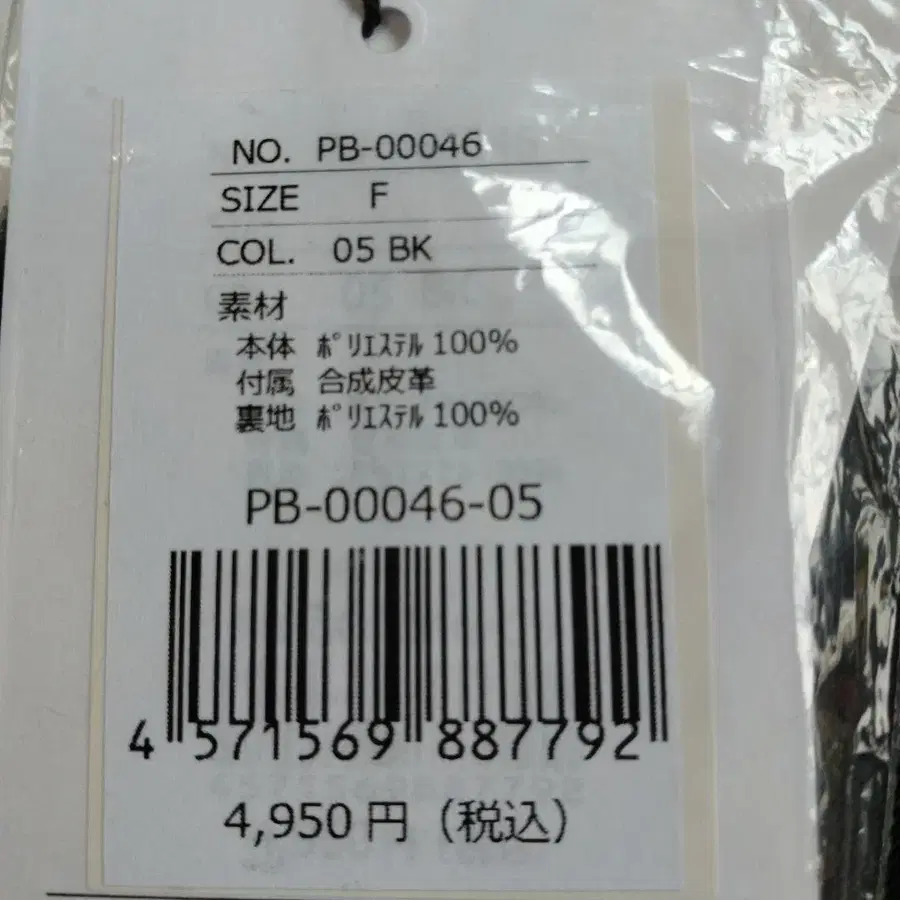 NO. PB-00046
SIZE F
COL. 05 BK
素材
本体 ﾎﾟﾘｴｽﾃﾙ 100%
付属 合成皮革
裏地 ﾎﾟﾘｴｽﾃﾙ 100%
PB-00046-05
4 571569 887792
4,950 円（税込）